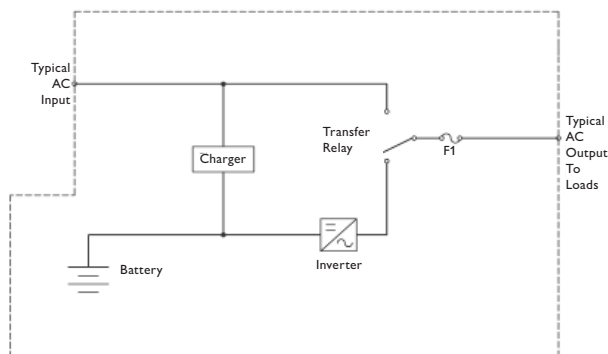 Typical
AC
Input
Charger
Transfer
Relay
F1
Typical
AC
Output
To
Loads
Battery
Inverter